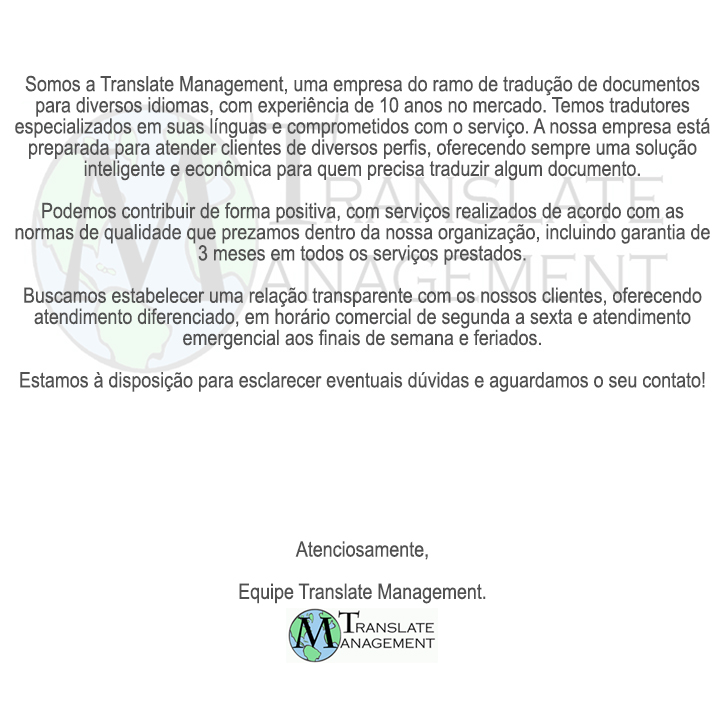 Somos a Translate Management, uma empresa do ramo de tradução de documentos
para diversos idiomas, com experiência de 10 anos no mercado. Temos tradutores
especializados em suas línguas e comprometidos com o serviço. A nossa empresa está
preparada para atender clientes de diversos perfis, oferecendo sempre uma solução
inteligente e econômica para quem precisa traduzir algum documento.
Podemos contribuir de forma positiva, com serviços realizados de acordo com as
normas de qualidade que prezamos dentro da nossa organização, incluindo garantia de
3 meses em todos os serviços prestados.
Buscamos estabelecer uma relação transparente com os nossos clientes, oferecendo
atendimento diferenciado, em horário comercial de segunda a sexta e atendimento
emergencial aos finais de semana e feriados.
Estamos à disposição para esclarecer eventuais dúvidas e aguardamos o seu contato!
TRANSLATE
MANAGEMENT
Atenciosamente,
Equipe Translate Management.
TRANSLATE
MANAGEMENT